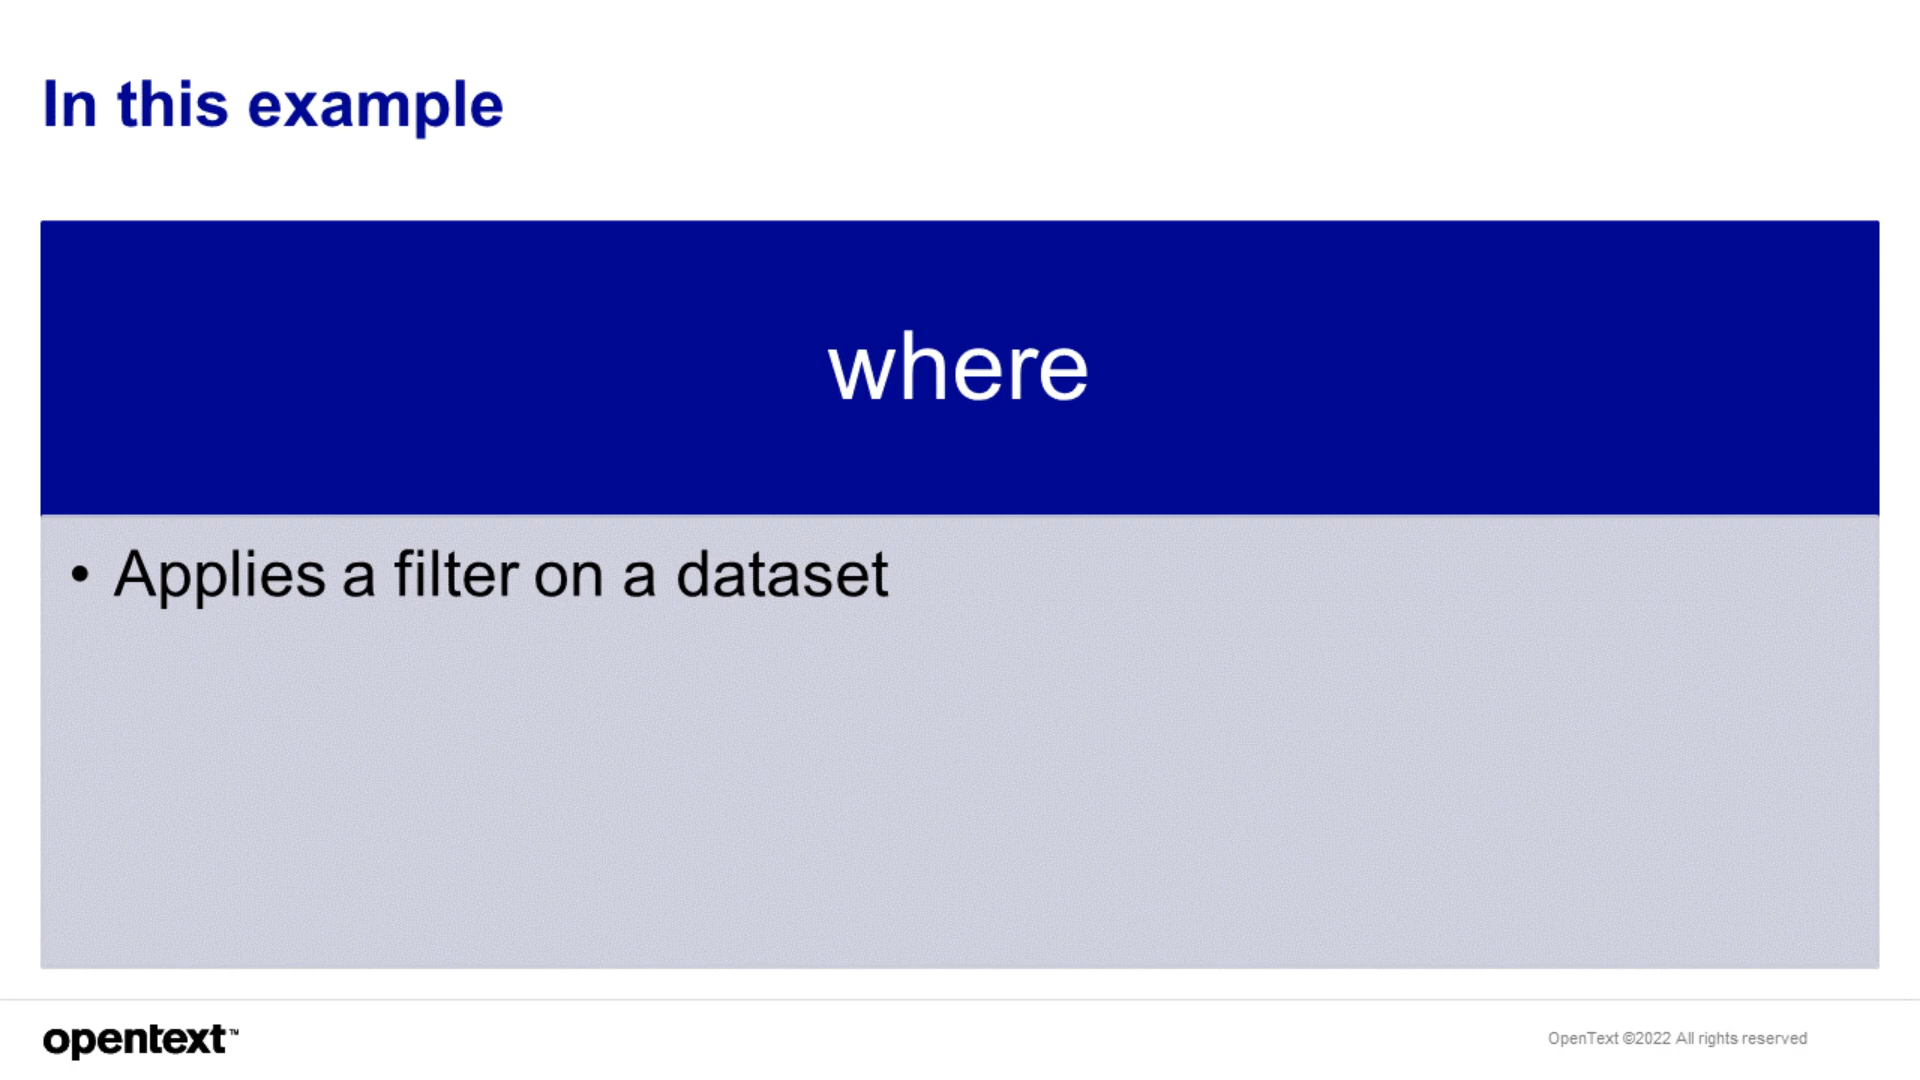 In this example
where
• Applies a filter on a dataset
opentext™
OpenText ©2022 All rights reserved